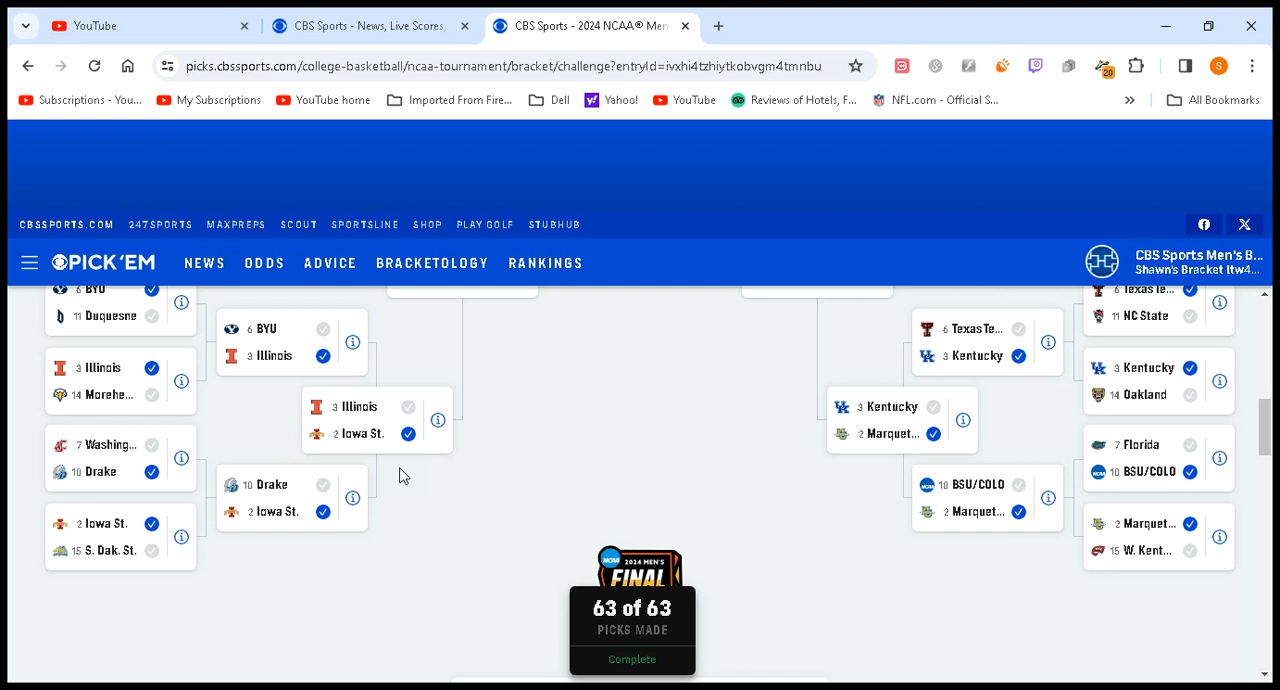 YouTube
CBS Sports - News, Live Scores,
CBS Sports - 2024 NCAA® Men
picks.cbssports.com/college-basketball/ncaa-tournament/bracket/challenge?entryId=ivxhi4tzhiytkobvgm4tmnbu
20
S
Subscriptions - You...
My Subscriptions
YouTube home
Imported From Fire...
Dell
Yahoo!
YouTube
Reviews of Hotels, F...
NFL.com - Official S...
All Bookmarks
CBSSPORTS.COM 247SPORTS MAXPREPS SCOUT SPORTSLINE SHOP PLAY GOLF STUBHUB
PICK'EM
NEWS ODDS ADVICE BRACKETOLOGY RANKINGS
CBS Sports Men's B...
Shawn's Bracket ltw4...
6 BYU
11 Duquesne
3 Illinois
14 Morehe...
7 Washing...
10 Drake
2 Iowa St.
15 S. Dak. St.
6 BYU
3 Illinois
10 Drake
2 Iowa St.
3 Illinois
2 Iowa St.
3 Kentucky
2 Marquet...
6 Texas Te...
3 Kentucky
10 BSU/COLO
2 Marquet...
6 Texas Te...
11 NC State
3 Kentucky
14 Oakland
7 Florida
10 BSU/COLO
2 Marquet...
15 W. Kent...
NCAA
2024 MEN'S
FINAL
63 of 63
PICKS MADE
Complete